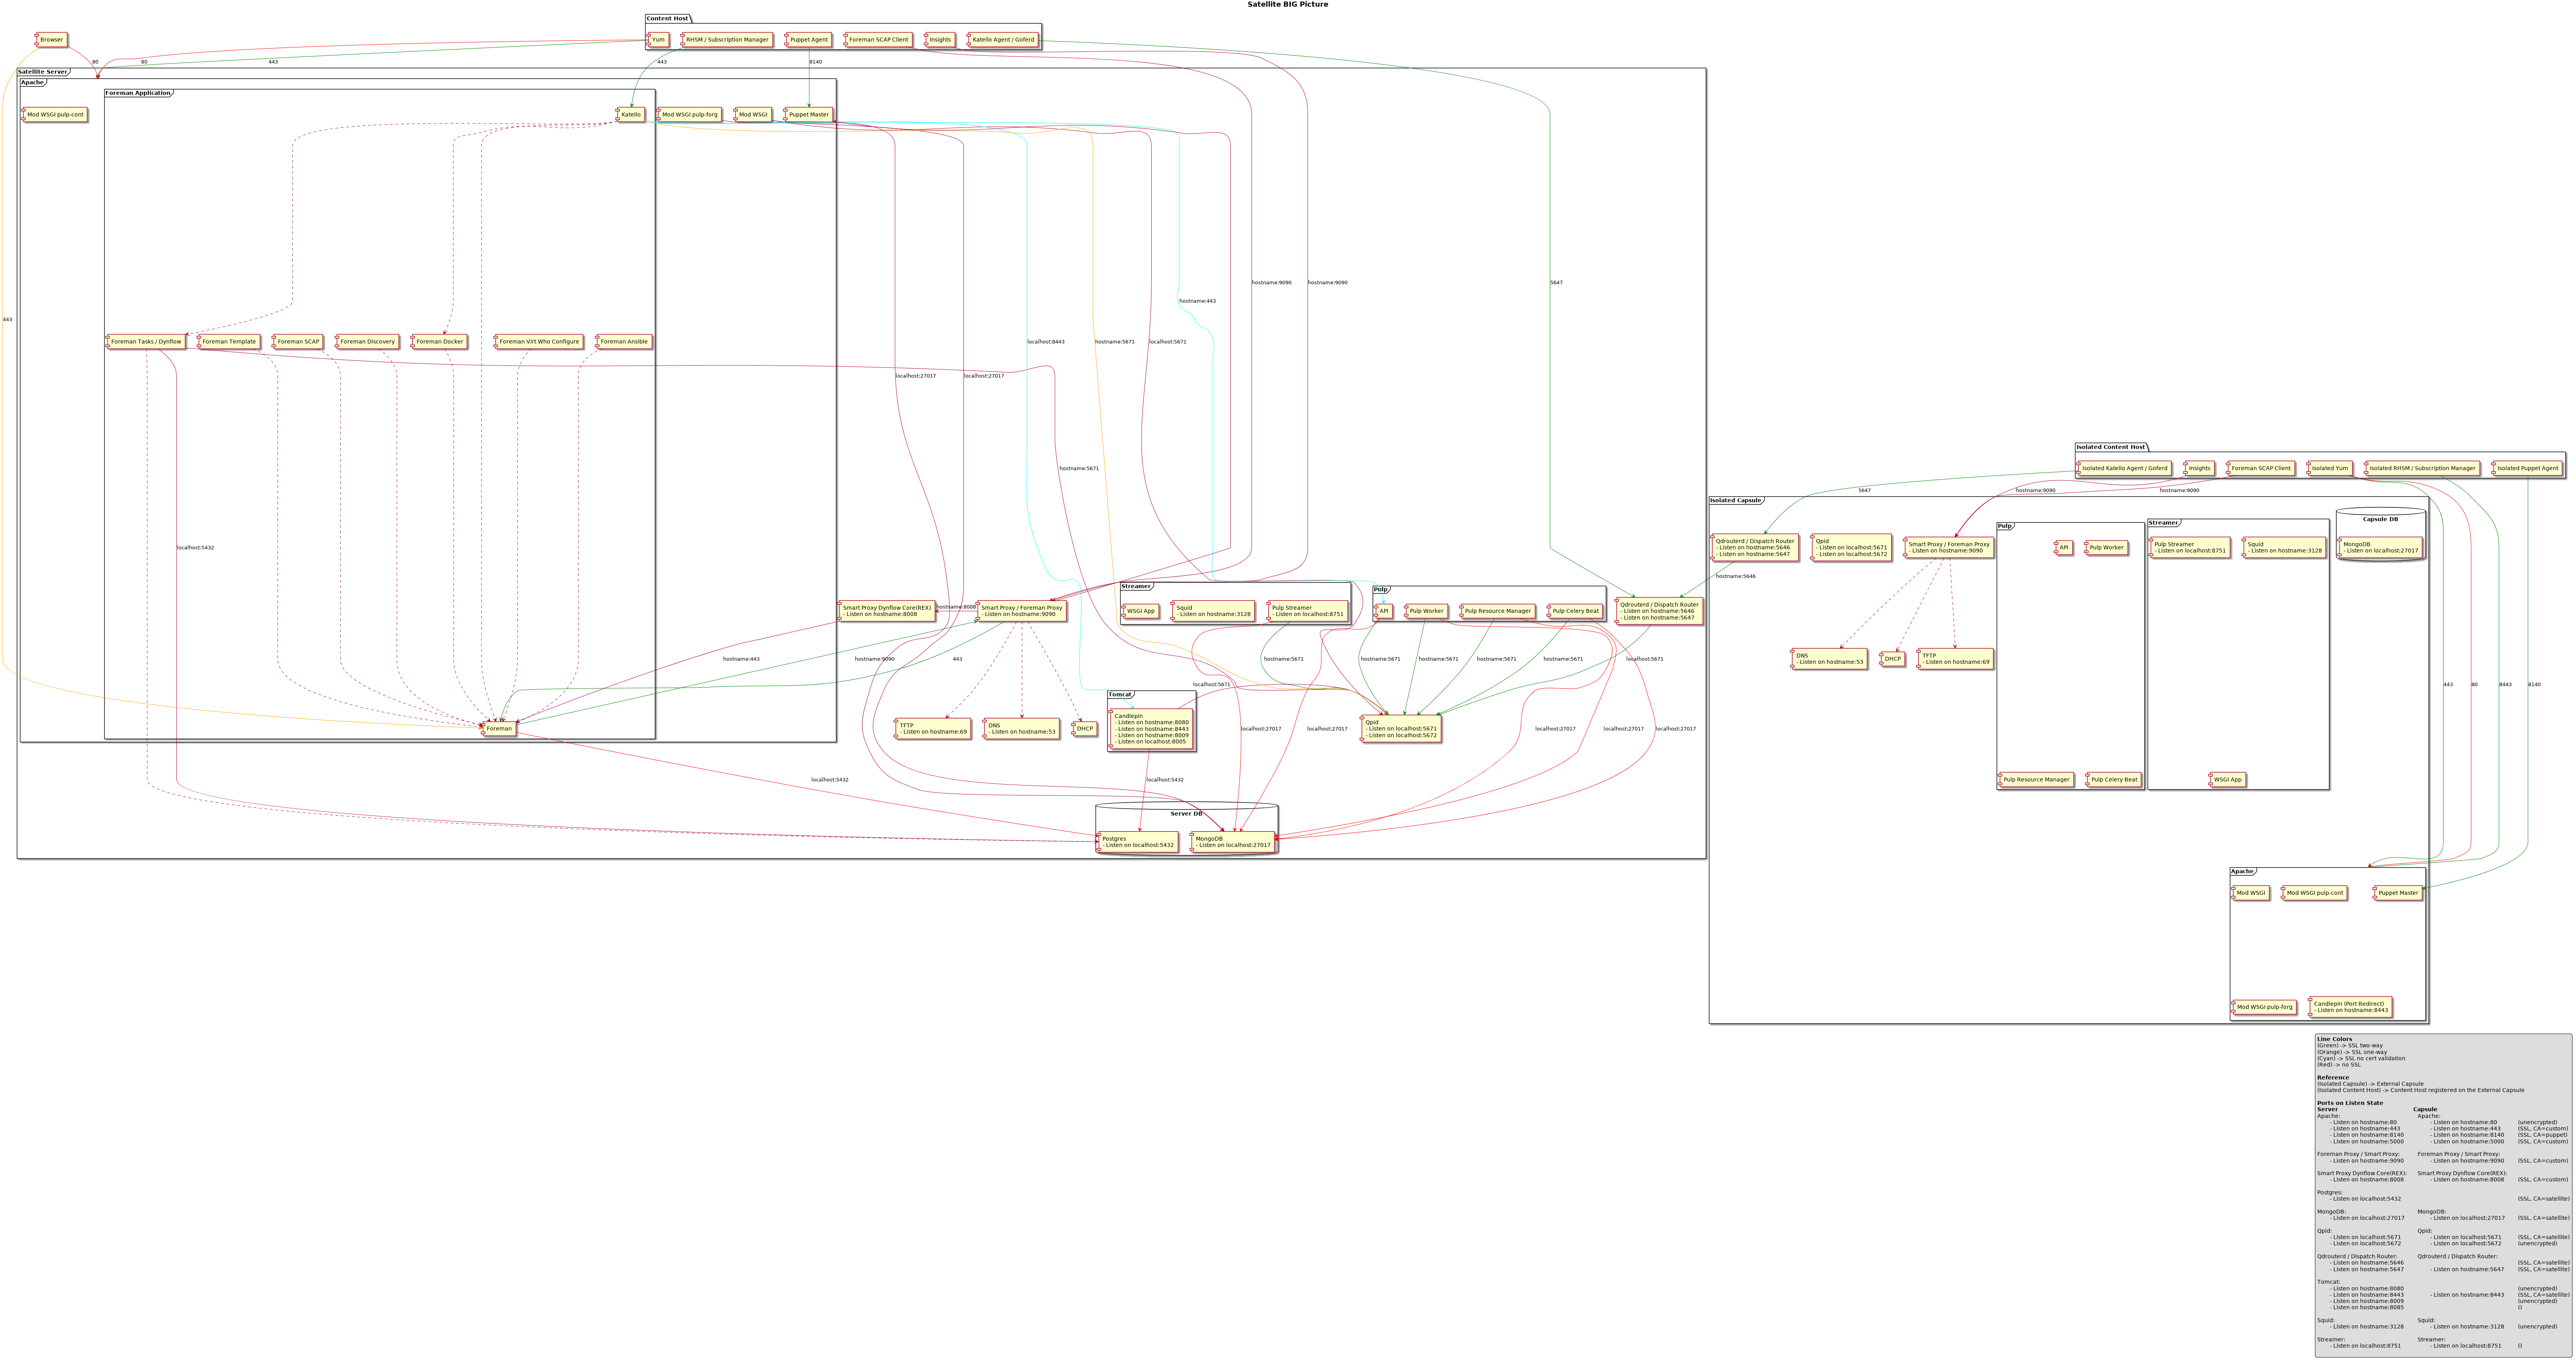 Satellite BIG Picture
Content Host
Browser
Yum
RHSM / Subscription Manager
Puppet Agent
Foreman SCAP Client
Insights
Katello Agent / Goferd
80
80
443
443
8140
Satellite Server
Apache
Foreman Application
Mod WSGI pulp-cont
Katello
Mod WSGI pulp-forg
Mod WSGI
Puppet Master
hostname:9090
hostname:9090
5647
hostname:443
443
Foreman Tasks / Dynflow
Foreman Template
Foreman SCAP
Foreman Discovery
Foreman Docker
Foreman Virt Who Configure
Foreman Ansible
localhost:8443
hostname:5671
localhost:5671
localhost:27017
localhost:27017
hostname:5671
localhost:5432
Isolated Content Host
Isolated Katello Agent / Goferd
Insights
Foreman SCAP Client
Isolated Yum
Isolated RHSM / Subscription Manager
Isolated Puppet Agent
5647
hostname:9090
hostname:9090
Isolated Capsule
Qdrouterd / Dispatch Router
- Listen on hostname:5646
- Listen on hostname:5647
Qpid
- Listen on localhost:5671
- Listen on localhost:5672
Smart Proxy / Foreman Proxy
- Listen on hostname:9090
Pulp
API
Pulp Worker
Streamer
Pulp Streamer
- Listen on localhost:8751
Squid
- Listen on hostname:3128
Capsule DB
MongoDB
- Listen on localhost:27017
hostname:5646
Smart Proxy Dynflow Core(REX)
- Listen on hostname:8008
hostname:8008
Smart Proxy / Foreman Proxy
- Listen on hostname:9090
Streamer
WSGI App
Squid
- Listen on hostname:3128
Pulp Streamer
- Listen on localhost:8751
Pulp
API
Pulp Worker
Pulp Resource Manager
Pulp Celery Beat
Qdrouterd / Dispatch Router
- Listen on hostname:5646
- Listen on hostname:5647
hostname:443
hostname:9090
443
hostname:5671
hostname:5671
hostname:5671
hostname:5671
hostname:5671
localhost:5671
DNS
- Listen on hostname:53
DHCP
TFTP
- Listen on hostname:69
localhost:5671
443
80
8443
8140
Foreman
TFTP
- Listen on hostname:69
DNS
- Listen on hostname:53
DHCP
Tomcat
Candlepin
- Listen on hostname:8080
- Listen on hostname:8443
- Listen on hostname:8009
- Listen on localhost:8005
Qpid
- Listen on localhost:5671
- Listen on localhost:5672
localhost:27017
localhost:27017
localhost:27017
localhost:27017
localhost:27017
localhost:5432
localhost:5432
Pulp Resource Manager
Pulp Celery Beat
WSGI App
Server DB
Postgres
- Listen on localhost:5432
MongoDB
- Listen on localhost:27017
Apache
Mod WSGI
Mod WSGI pulp-cont
Puppet Master
Mod WSGI pulp-forg
Candlepin (Port Redirect)
- Listen on hostname:8443
Line Colors
(Green) -> SSL two-way
(Orange) -> SSL one-way
(Cyan) -> SSL no cert validation
(Red) -> no SSL
Reference
(Isolated Capsule) -> External Capsule
(Isolated Content Host) -> Content Host registered on the External Capsule
Ports on Listen State
Server Capsule
Apache: Apache:
- Listen on hostname:80 - Listen on hostname:80 (unencrypted)
- Listen on hostname:443 - Listen on hostname:443 (SSL, CA=custom)
- Listen on hostname:8140 - Listen on hostname:8140 (SSL, CA=puppet)
- Listen on hostname:5000 - Listen on hostname:5000 (SSL, CA=custom)
Foreman Proxy / Smart Proxy: Foreman Proxy / Smart Proxy:
- Listen on hostname:9090 - Listen on hostname:9090 (SSL, CA=custom)
Smart Proxy Dynflow Core(REX): Smart Proxy Dynflow Core(REX):
- Listen on hostname:8008 - Listen on hostname:8008 (SSL, CA=custom)
Postgres:
- Listen on localhost:5432 (SSL, CA=satellite)
MongoDB: MongoDB:
- Listen on localhost:27017 - Listen on localhost:27017 (SSL, CA=satellite)
Qpid: Qpid:
- Listen on localhost:5671 - Listen on localhost:5671 (SSL, CA=satellite)
- Listen on localhost:5672 - Listen on localhost:5672 (unencrypted)
Qdrouterd / Dispatch Router: Qdrouterd / Dispatch Router:
- Listen on hostname:5646 (SSL, CA=satellite)
- Listen on hostname:5647 - Listen on hostname:5647 (SSL, CA=satellite)
Tomcat:
- Listen on hostname:8080 (unencrypted)
- Listen on hostname:8443 - Listen on hostname:8443 (SSL, CA=satellite)
- Listen on hostname:8009 (unencrypted)
- Listen on hostname:8085 ()
Squid: Squid:
- Listen on hostname:3128 - Listen on hostname:3128 (unencrypted)
Streamer: Streamer:
- Listen on localhost:8751 - Listen on localhost:8751 ()